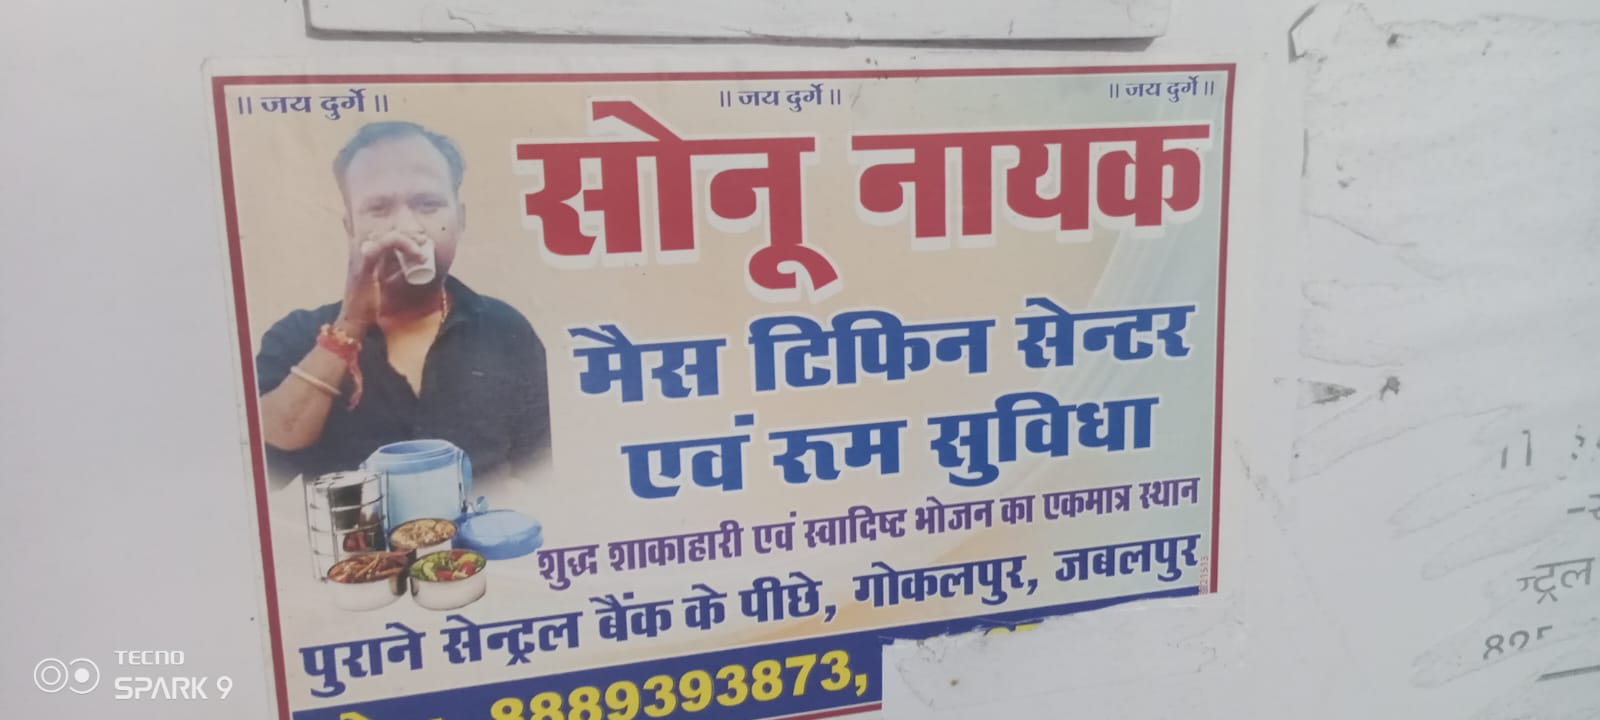 ।। जय दुर्गे ।। ।। जय दुर्गे ।। ।। जय दुर्गे ।।
सोनू नायक
मैस टिफिन सेन्टर
एवं रूम सुविधा
शुद्ध शाकाहारी एवं स्वादिष्ट भोजन का एकमात्र स्थान
पुराने सेन्ट्रल बैंक के पीछे, गोकलपुर, जबलपुर
8889393873,
TECNO
SPARK 9